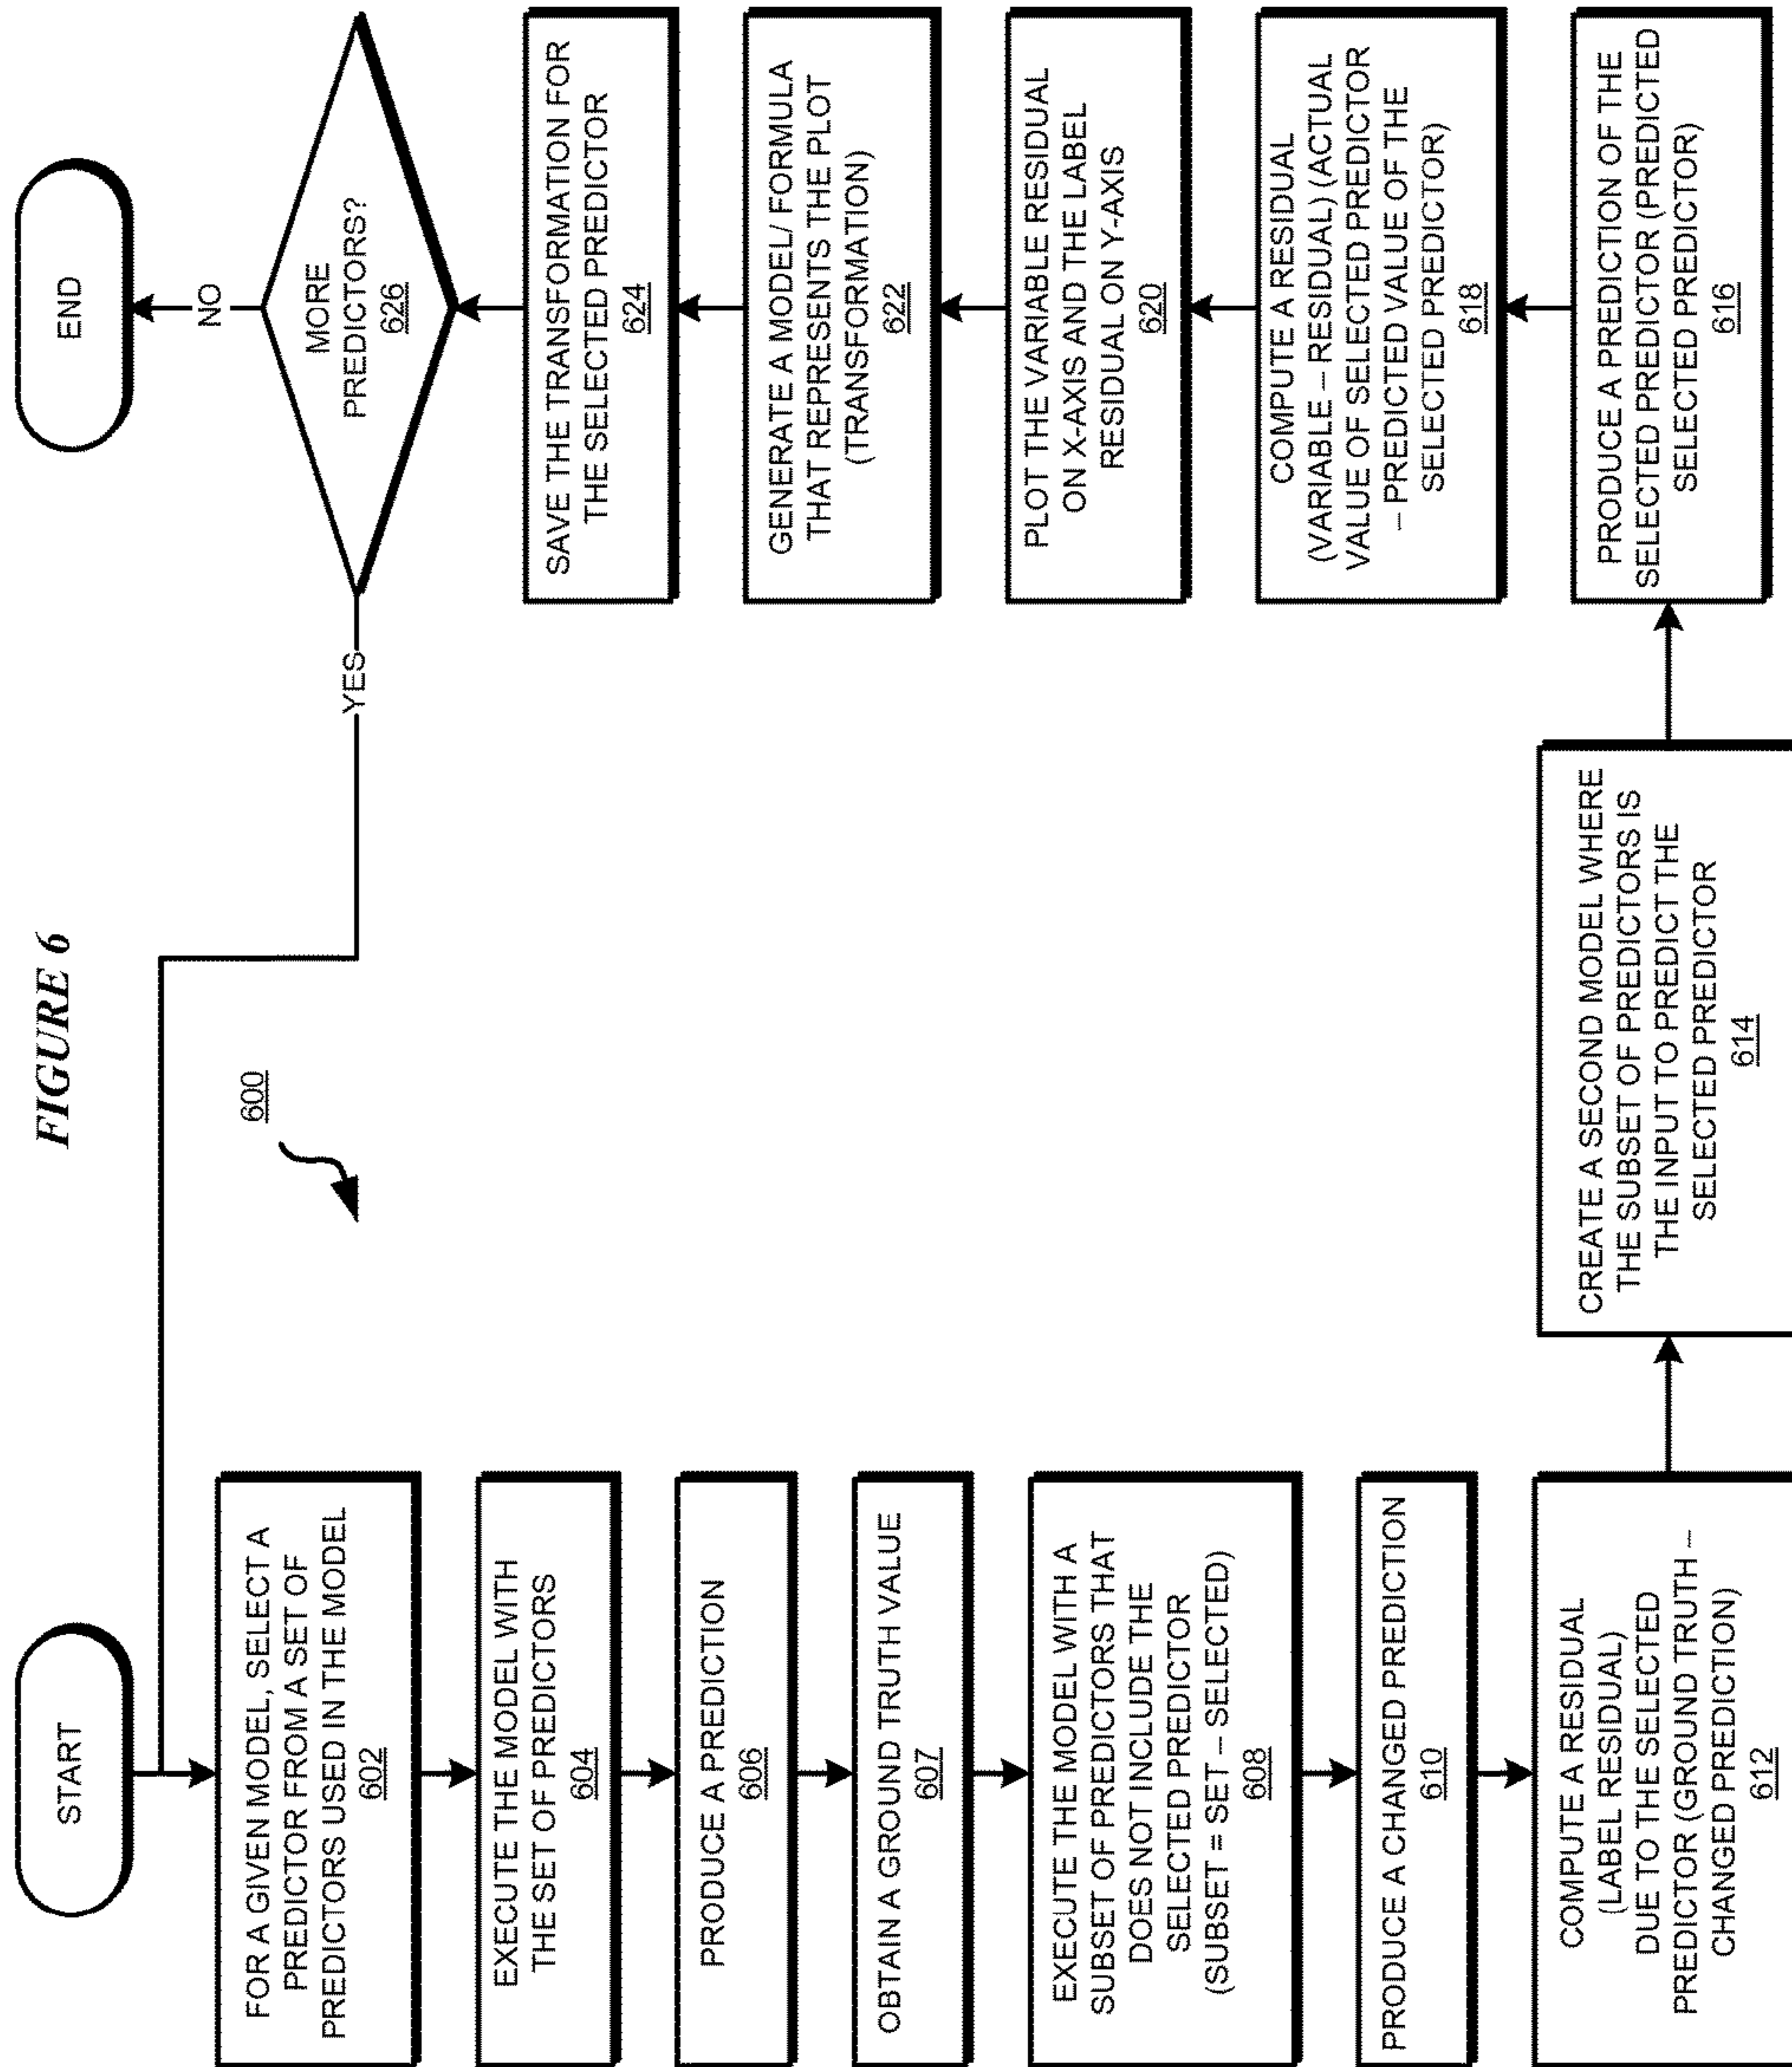 FIGURE 6
600
START
FOR A GIVEN MODEL, SELECT A
PREDICTOR FROM A SET OF
PREDICTORS USED IN THE MODEL
602
EXECUTE THE MODEL WITH
THE SET OF PREDICTORS
604
PRODUCE A PREDICTION
606
OBTAIN A GROUND TRUTH VALUE
607
EXECUTE THE MODEL WITH A
SUBSET OF PREDICTORS THAT
DOES NOT INCLUDE THE
SELECTED PREDICTOR
(SUBSET = SET – SELECTED)
608
PRODUCE A CHANGED PREDICTION
610
COMPUTE A RESIDUAL
(LABEL RESIDUAL)
DUE TO THE SELECTED
PREDICTOR (GROUND TRUTH –
CHANGED PREDICTION)
612
CREATE A SECOND MODEL WHERE
THE SUBSET OF PREDICTORS IS
THE INPUT TO PREDICT THE
SELECTED PREDICTOR
614
PRODUCE A PREDICTION OF THE
SELECTED PREDICTOR (PREDICTED
SELECTED PREDICTOR)
616
COMPUTE A RESIDUAL
(VARIABLE – RESIDUAL) (ACTUAL
VALUE OF SELECTED PREDICTOR
– PREDICTED VALUE OF THE
SELECTED PREDICTOR)
618
PLOT THE VARIABLE RESIDUAL
ON X-AXIS AND THE LABEL
RESIDUAL ON Y-AXIS
620
GENERATE A MODEL/ FORMULA
THAT REPRESENTS THE PLOT
(TRANSFORMATION)
622
SAVE THE TRANSFORMATION FOR
THE SELECTED PREDICTOR
624
MORE
PREDICTORS?
626
YES
NO
END